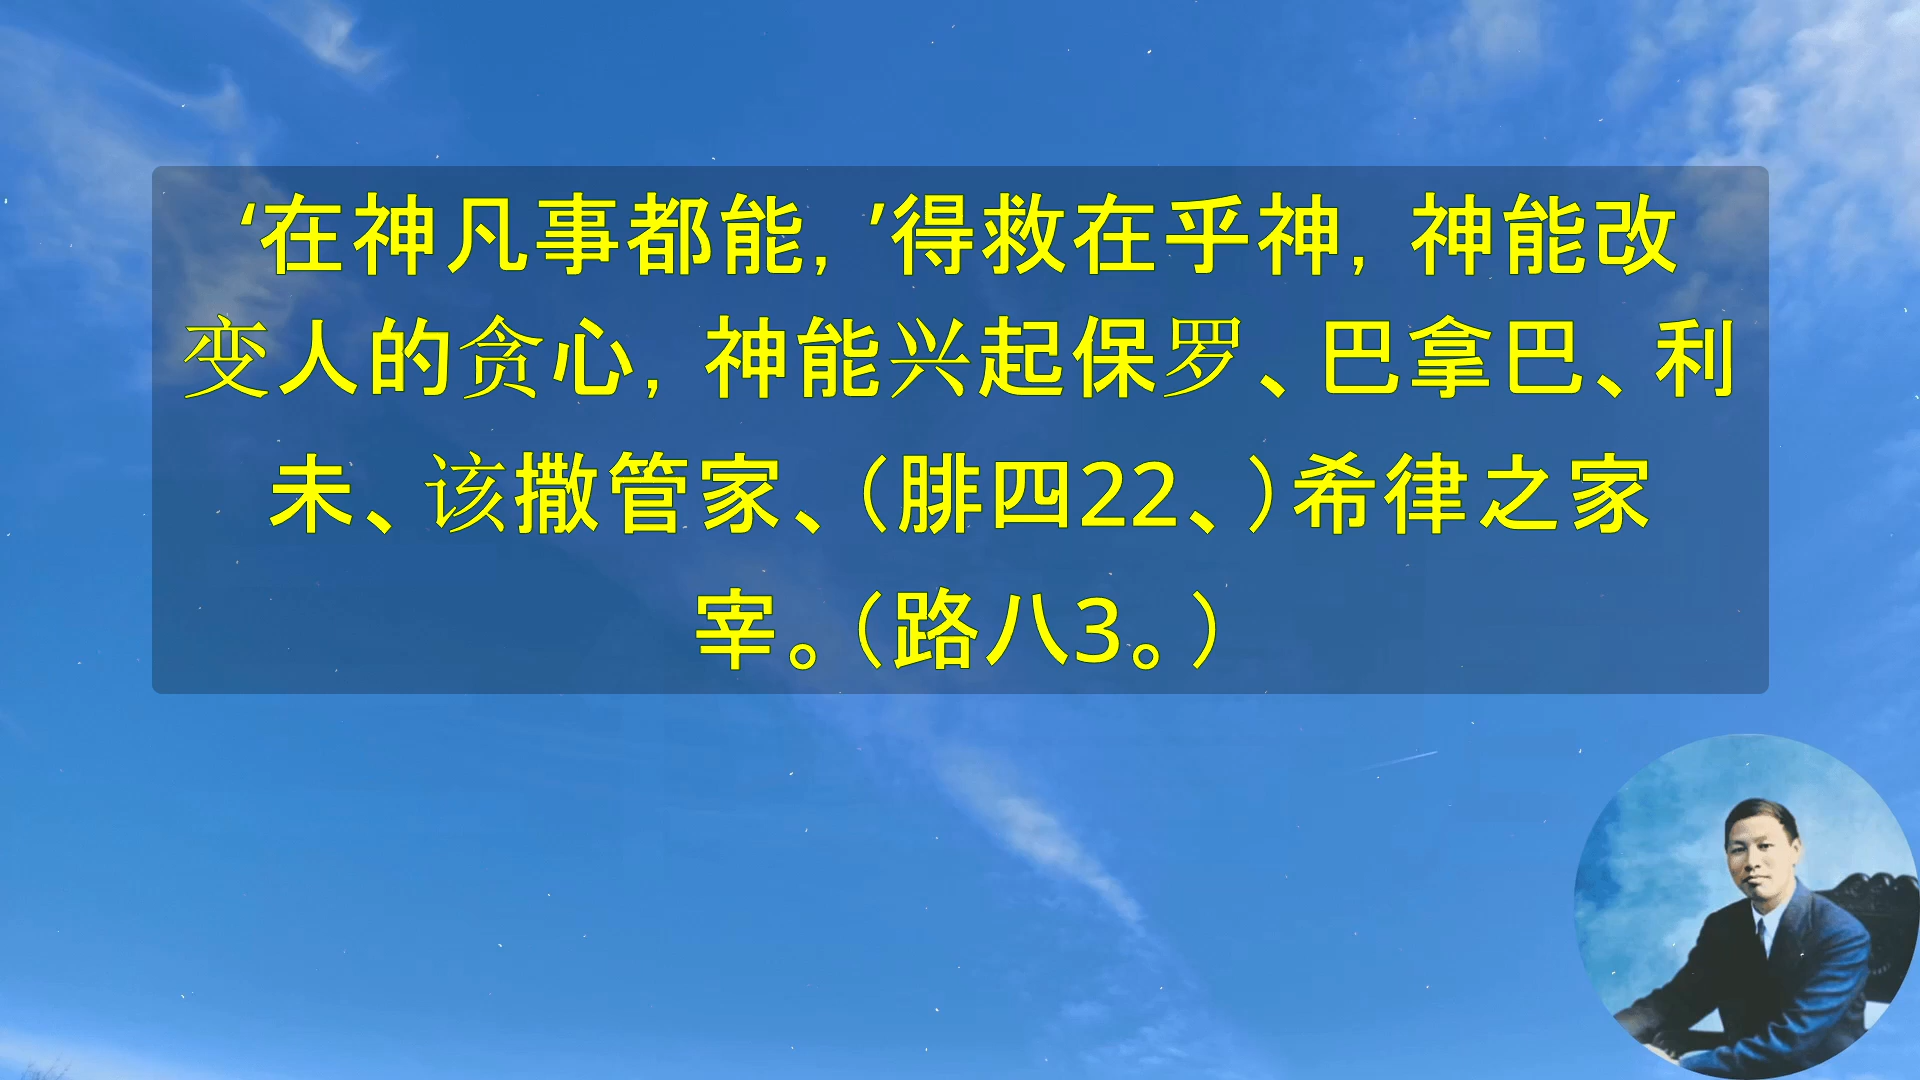 ‘在神凡事都能，’得救在乎神，神能改
变人的贪心，神能兴起保罗、巴拿巴、利
未、该撒管家、（腓四22、）希律之家
宰。（路八3。）